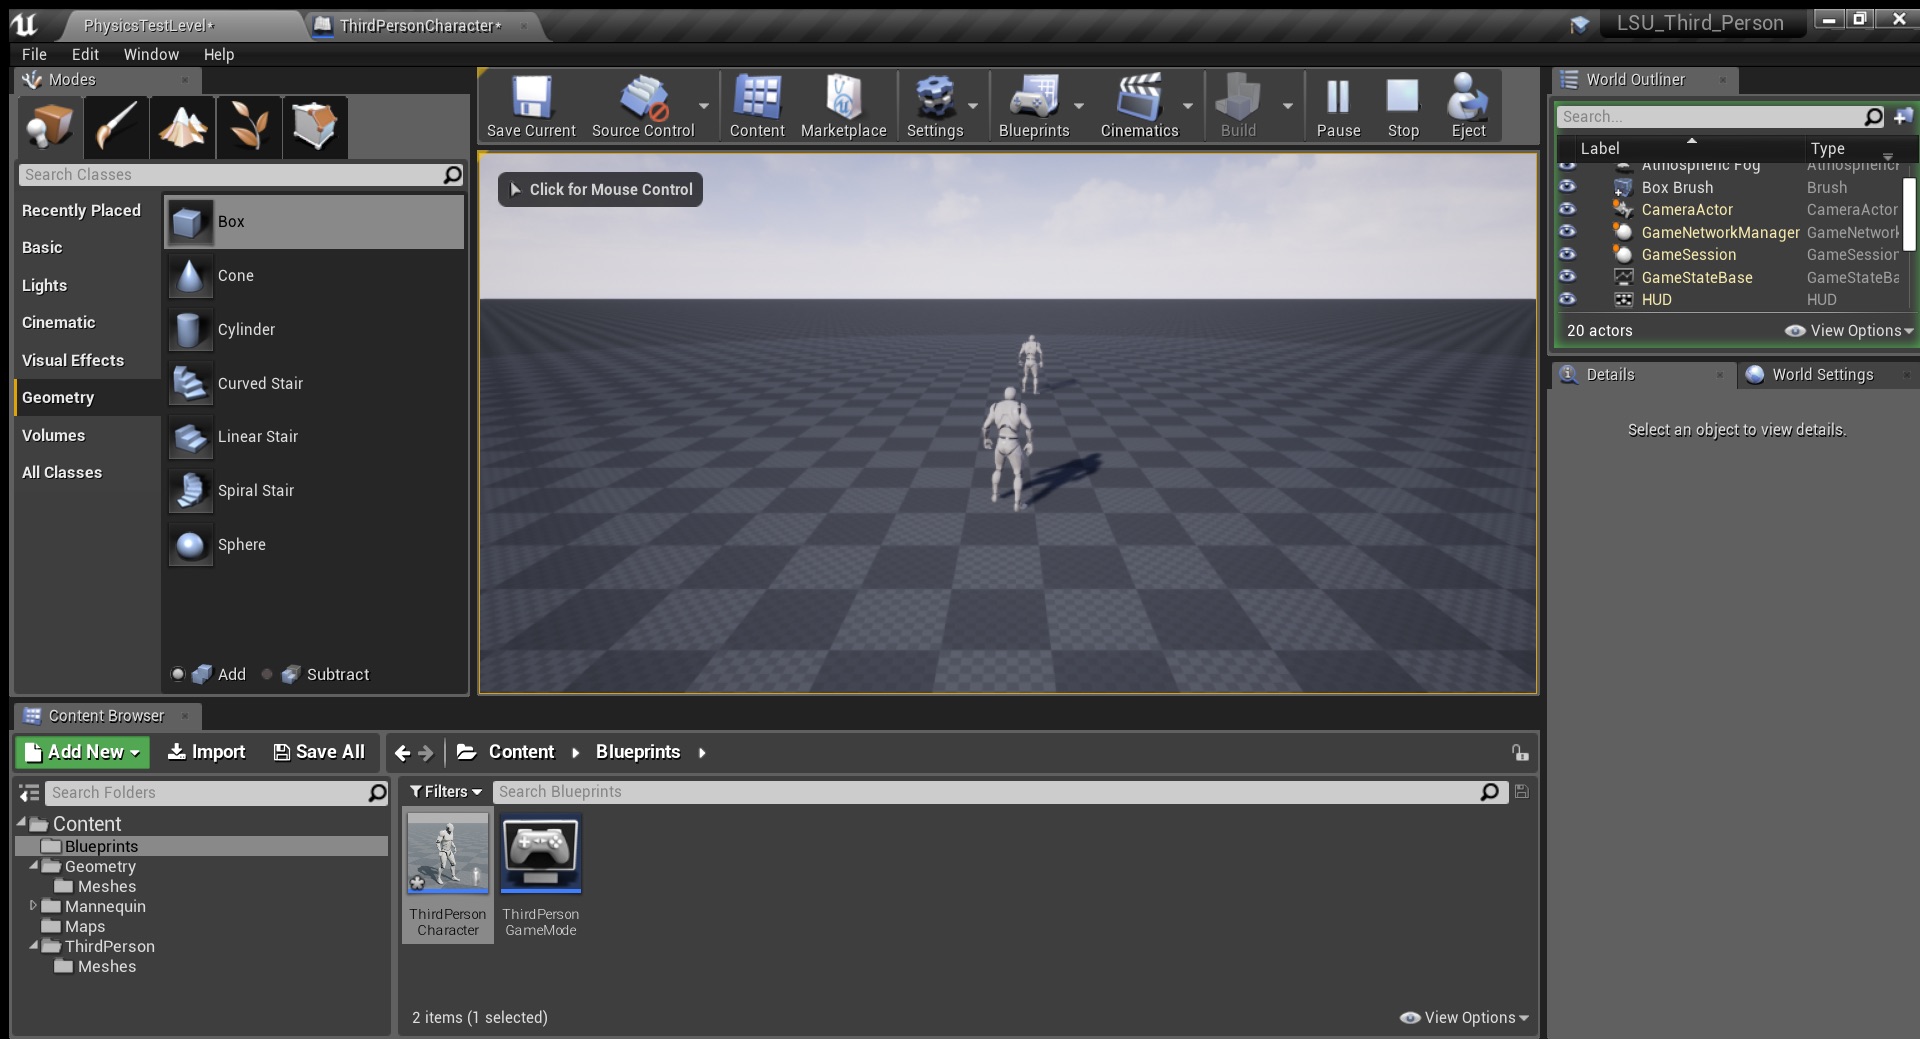 PhysicsTestLevel*
ThirdPersonCharacter*
LSU_Third_Person
File Edit Window Help
Modes
Search Classes
Recently Placed
Basic
Lights
Cinematic
Visual Effects
Geometry
Volumes
All Classes
Box
Cone
Cylinder
Curved Stair
Linear Stair
Spiral Stair
Sphere
Add Subtract
Save Current
Source Control
Content
Marketplace
Settings
Blueprints
Cinematics
Build
Pause
Stop
Eject
Click for Mouse Control
World Outliner
Search...
Label Type
Atmospheric Fog Atmospheric
Box Brush Brush
CameraActor CameraActor
GameNetworkManager GameNetwork
GameSession GameSession
GameStateBase GameStateBa
HUD HUD
20 actors View Options
Details World Settings
Select an object to view details.
Content Browser
Add New Import Save All Content Blueprints
Search Folders
Content
Blueprints
Geometry
Meshes
Mannequin
Maps
ThirdPerson
Meshes
Filters Search Blueprints
ThirdPerson
Character
ThirdPerson
GameMode
2 items (1 selected) View Options